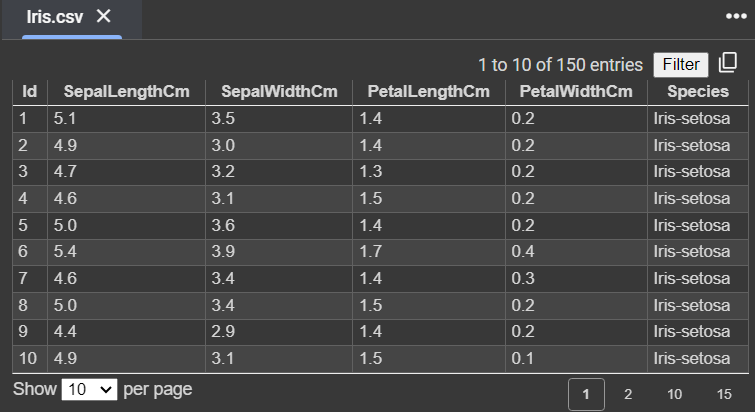 Iris.csv
1 to 10 of 150 entries Filter
Id SepalLengthCm SepalWidthCm PetalLengthCm PetalWidthCm Species
1 5.1 3.5 1.4 0.2 Iris-setosa
2 4.9 3.0 1.4 0.2 Iris-setosa
3 4.7 3.2 1.3 0.2 Iris-setosa
4 4.6 3.1 1.5 0.2 Iris-setosa
5 5.0 3.6 1.4 0.2 Iris-setosa
6 5.4 3.9 1.7 0.4 Iris-setosa
7 4.6 3.4 1.4 0.3 Iris-setosa
8 5.0 3.4 1.5 0.2 Iris-setosa
9 4.4 2.9 1.4 0.2 Iris-setosa
10 4.9 3.1 1.5 0.1 Iris-setosa
Show 10 per page 1 2 10 15